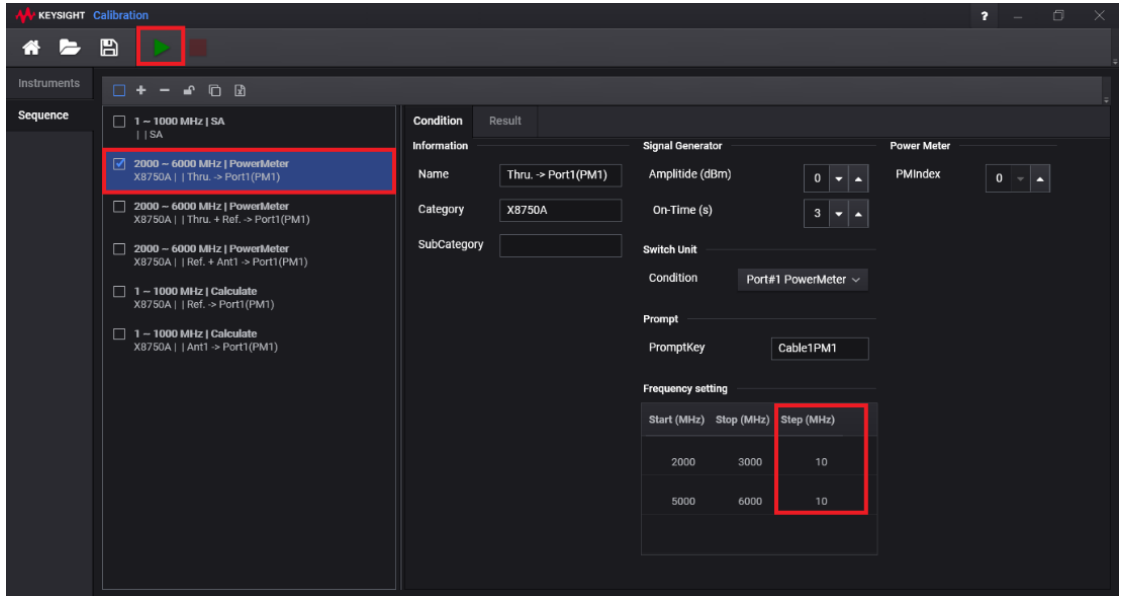 KEYSIGHT Calibration
?
Instruments
Sequence
1 ~ 1000 MHz | SA
| | SA
2000 ~ 6000 MHz | PowerMeter
X8750A | | Thru. -> Port1(PM1)
2000 ~ 6000 MHz | PowerMeter
X8750A | | Thru. + Ref. -> Port1(PM1)
2000 ~ 6000 MHz | PowerMeter
X8750A | | Ref. + Ant1 -> Port1(PM1)
1 ~ 1000 MHz | Calculate
X8750A | | Ref. -> Port1(PM1)
1 ~ 1000 MHz | Calculate
X8750A | | Ant1 -> Port1(PM1)
Condition Result
Information
Name Thru. -> Port1(PM1)
Category X8750A
SubCategory
Signal Generator
Amplitide (dBm) 0
On-Time (s) 3
Switch Unit
Condition Port#1 PowerMeter
Prompt
PromptKey Cable1PM1
Frequency setting
Start (MHz) Stop (MHz) Step (MHz)
2000 3000 10
5000 6000 10
Power Meter
PMIndex 0